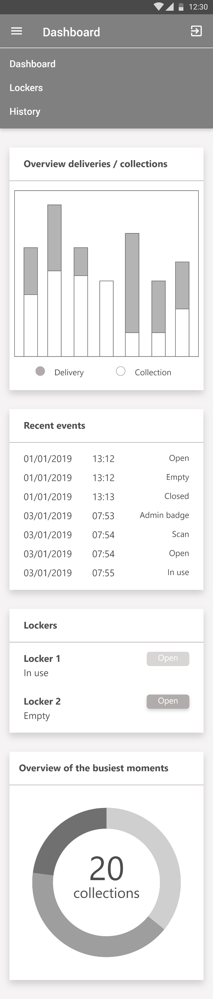 12:30
Dashboard
Dashboard
Lockers
History
Overview deliveries / collections
Delivery Collection
Recent events
01/01/2019 13:12 Open
01/01/2019 13:12 Empty
01/01/2019 13:13 Closed
03/01/2019 07:53 Admin badge
03/01/2019 07:54 Scan
03/01/2019 07:54 Open
03/01/2019 07:55 In use
Lockers
Locker 1 Open
In use
Locker 2 Open
Empty
Overview of the busiest moments
20
collections